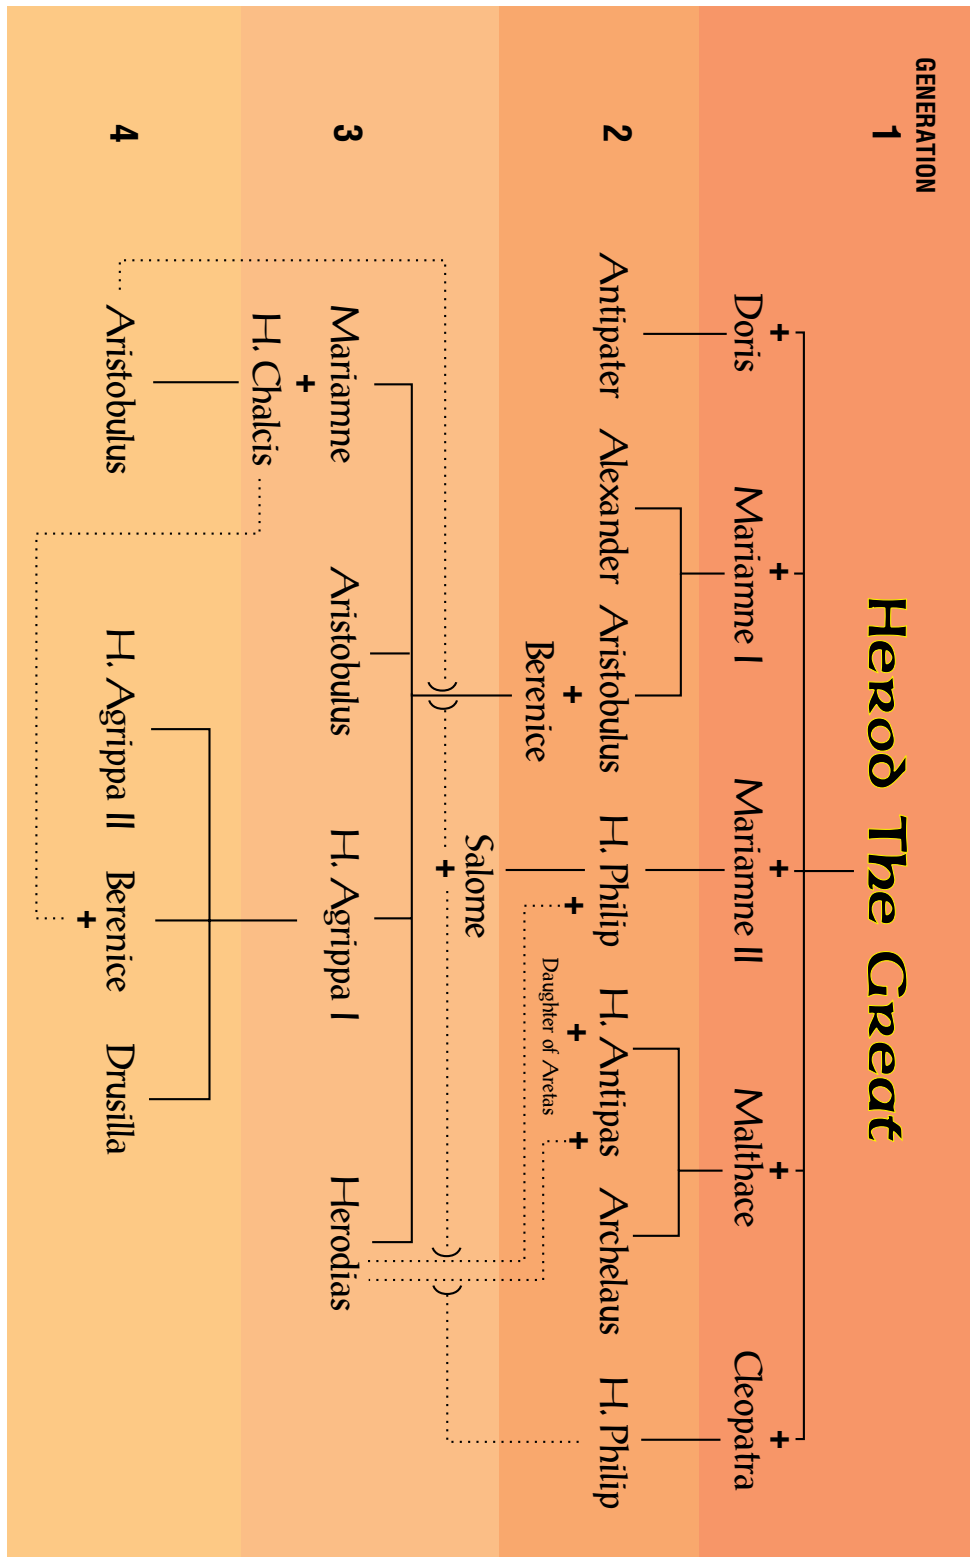 GENERATION
Herod The Great
1
+ + + + +
Doris Mariamne I Mariamne II Malthace Cleopatra
2
Antipater Alexander Aristobulus H. Philip H. Antipas Archelaus H. Philip
+ + + +
Berenice Daughter of Aretas
Salome
+
3
Mariamne Aristobulus H. Agrippa I Herodias
+
H. Chalcis
4
Aristobulus H. Agrippa II Berenice Drusilla
+